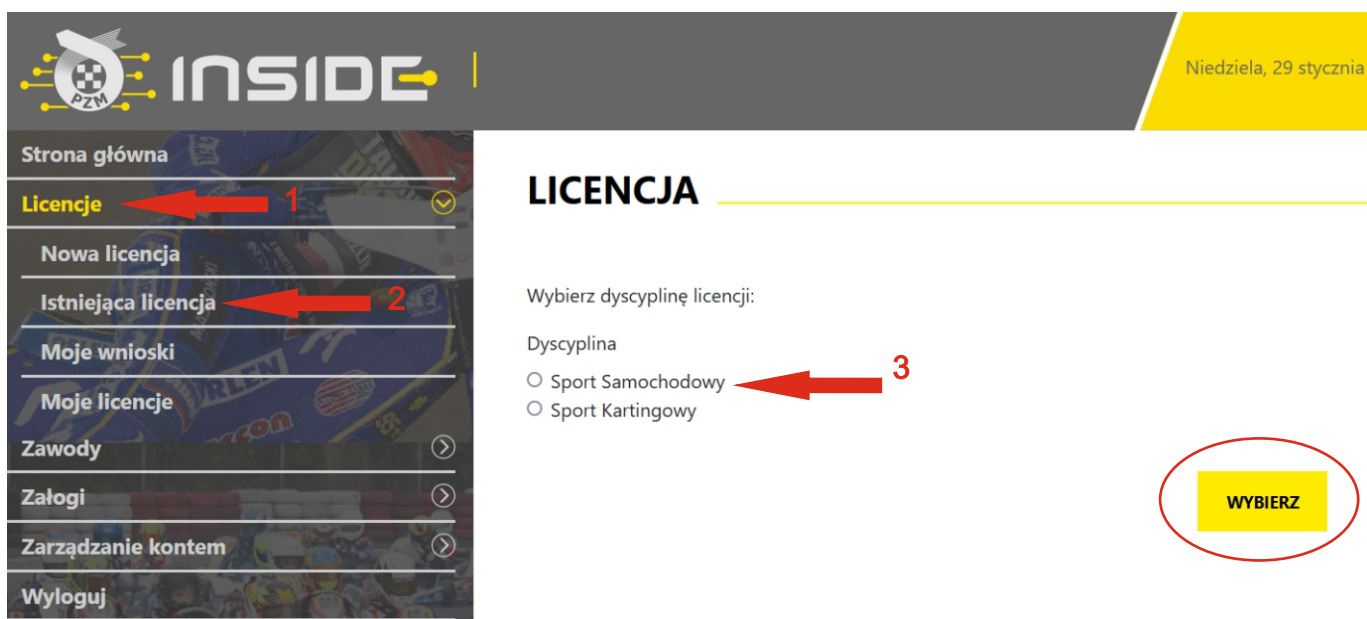 PZM
INSIDE
Niedziela, 29 stycznia
Strona główna
Licencje
1
Nowa licencja
Istniejąca licencja
2
Moje wnioski
Moje licencje
Zawody
Załogi
Zarządzanie kontem
Wyloguj
LICENCJA
Wybierz dyscyplinę licencji:
Dyscyplina
Sport Samochodowy
3
Sport Kartingowy
WYBIERZ